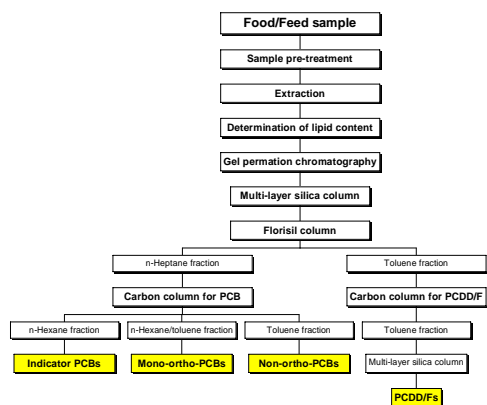 Food/Feed sample
Sample pre-treatment
Extraction
Determination of lipid content
Gel permation chromatography
Multi-layer silica column
Florisil column
n-Heptane fraction
Toluene fraction
Carbon column for PCB
Carbon column for PCDD/F
n-Hexane fraction
n-Hexane/toluene fraction
Toluene fraction
Toluene fraction
Indicator PCBs
Mono-ortho-PCBs
Non-ortho-PCBs
Multi-layer silica column
PCDD/Fs